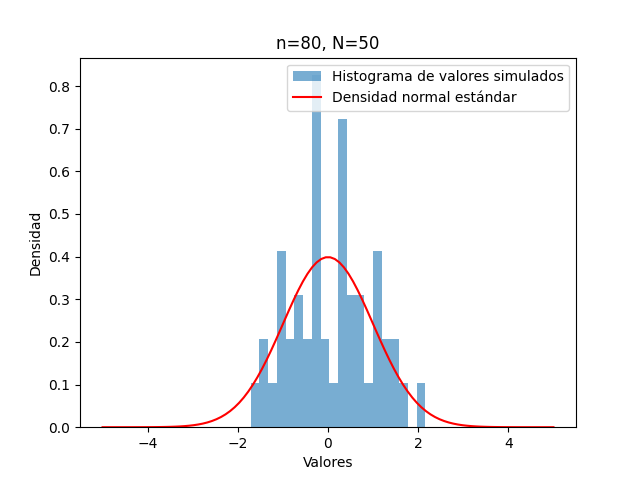 n=80, N=50
Histograma de valores simulados
Densidad normal estándar
0.8
0.7
0.6
0.5
0.4
0.3
0.2
0.1
0.0
Densidad
−4
−2
0
2
4
Valores